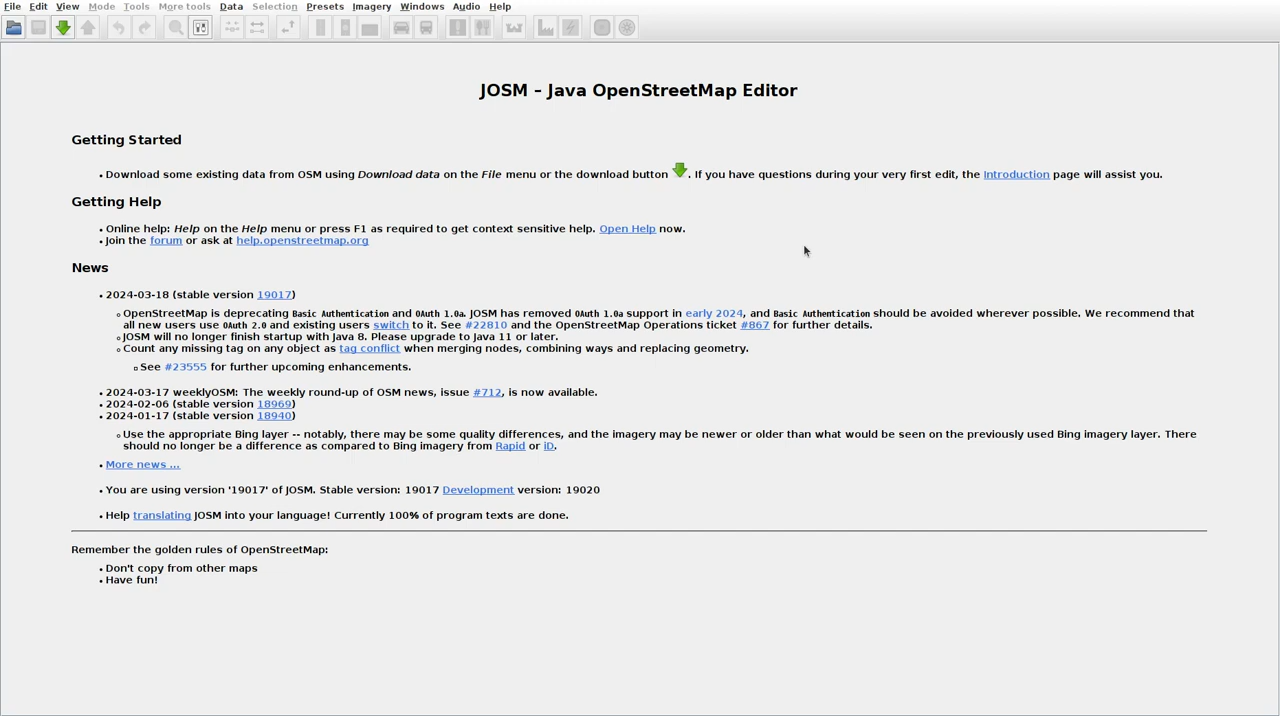 File Edit View Mode Tools More tools Data Selection Presets Imagery Windows Audio Help
JOSM – Java OpenStreetMap Editor
Getting Started
Download some existing data from OSM using Download data on the File menu or the download button . If you have questions during your very first edit, the Introduction page will assist you.
Getting Help
Online help: Help on the Help menu or press F1 as required to get context sensitive help. Open Help now.
Join the forum or ask at help.openstreetmap.org
News
2024-03-18 (stable version 19017)
OpenStreetMap is deprecating Basic Authentication and OAuth 1.0a. JOSM has removed OAuth 1.0a support in early 2024, and Basic Authentication should be avoided wherever possible. We recommend that
all new users use OAuth 2.0 and existing users switch to it. See #22810 and the OpenStreetMap Operations ticket #867 for further details.
JOSM will no longer finish startup with Java 8. Please upgrade to Java 11 or later.
Count any missing tag on any object as tag conflict when merging nodes, combining ways and replacing geometry.
See #23555 for further upcoming enhancements.
2024-03-17 weeklyOSM: The weekly round-up of OSM news, issue #712, is now available.
2024-02-06 (stable version 18969)
2024-01-17 (stable version 18940)
Use the appropriate Bing layer -- notably, there may be some quality differences, and the imagery may be newer or older than what would be seen on the previously used Bing imagery layer. There
should no longer be a difference as compared to Bing imagery from Rapid or iD.
More news ...
You are using version '19017' of JOSM. Stable version: 19017 Development version: 19020
Help translating JOSM into your language! Currently 100% of program texts are done.
Remember the golden rules of OpenStreetMap:
Don't copy from other maps
Have fun!